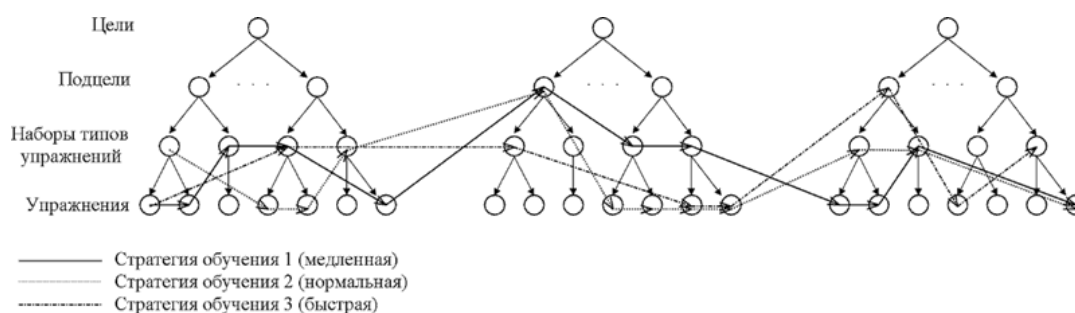 Цели
Подцели
. . .
. . .
. . .
Наборы типов
упражнений
Упражнения
Стратегия обучения 1 (медленная)
Стратегия обучения 2 (нормальная)
Стратегия обучения 3 (быстрая)